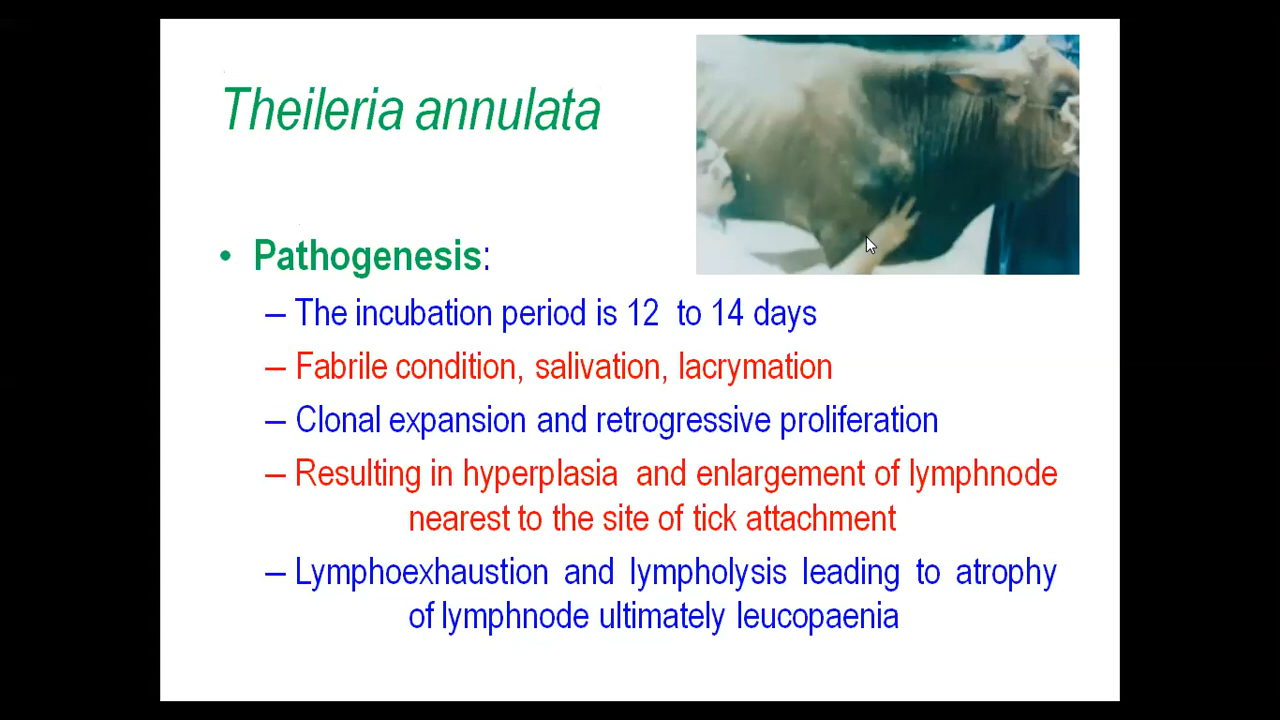 Theileria annulata
• Pathogenesis:
– The incubation period is 12 to 14 days
– Fabrile condition, salivation, lacrymation
– Clonal expansion and retrogressive proliferation
– Resulting in hyperplasia and enlargement of lymphnode
nearest to the site of tick attachment
– Lymphoexhaustion and lympholysis leading to atrophy
of lymphnode ultimately leucopaenia